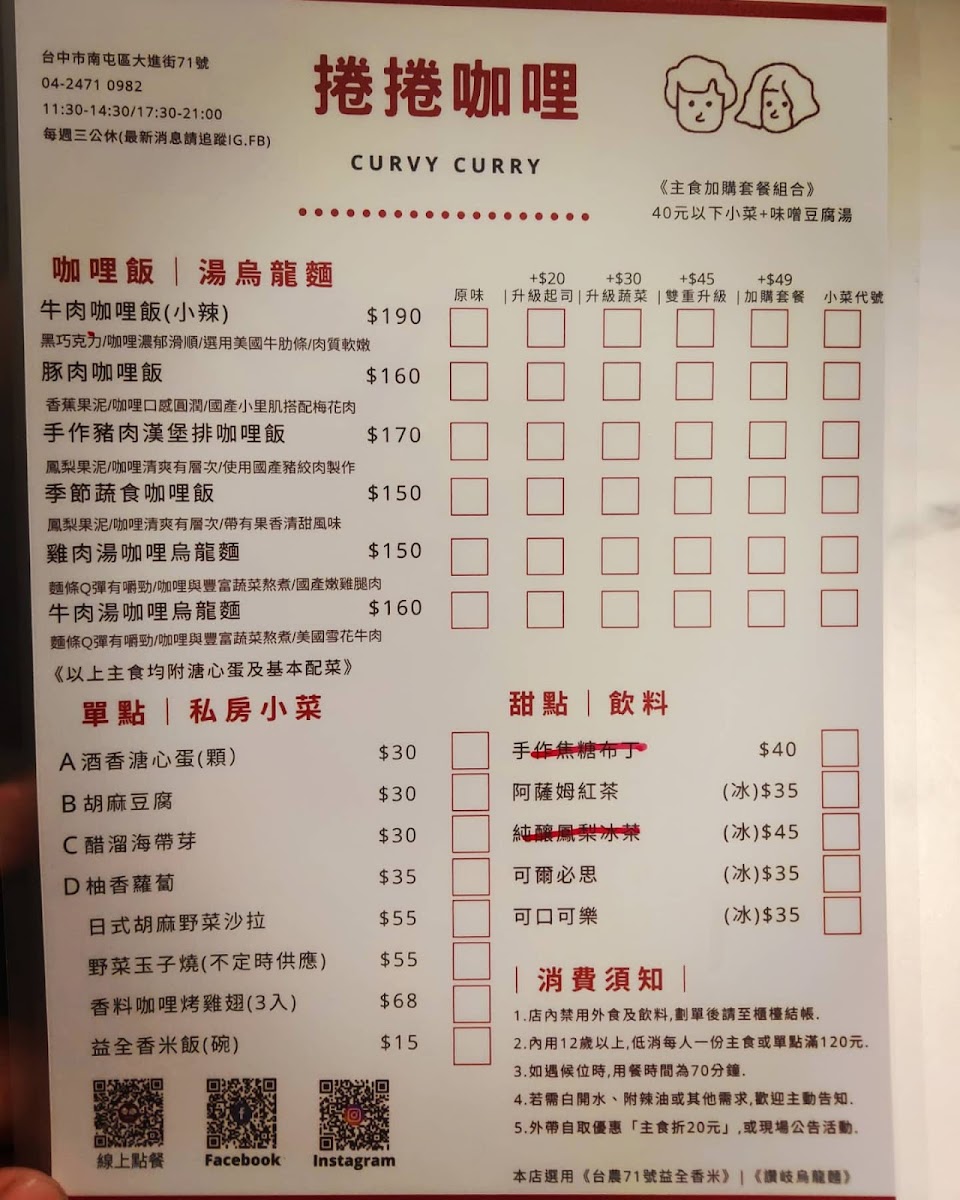 台中市南屯區大進街71號
04-2471 0982
11:30-14:30/17:30-21:00
每週三公休(最新消息請追蹤IG.FB)
捲捲咖哩
CURVY CURRY
《主食加購套餐組合》
40元以下小菜+味噌豆腐湯
咖哩飯｜湯烏龍麵
+$20 +$30 +$45 +$49
原味 |升級起司|升級蔬菜 |雙重升級 |加購套餐 小菜代號
牛肉咖哩飯(小辣) $190
黑巧克力/咖哩濃郁滑順/選用美國牛肋條/肉質軟嫩
豚肉咖哩飯 $160
香蕉果泥/咖哩口感圓潤/國產小里肌搭配梅花肉
手作豬肉漢堡排咖哩飯 $170
鳳梨果泥/咖哩清爽有層次/使用國產豬絞肉製作
季節蔬食咖哩飯 $150
鳳梨果泥/咖哩清爽有層次/帶有果香清甜風味
雞肉湯咖哩烏龍麵 $150
麵條Q彈有嚼勁/咖哩與豐富蔬菜熬煮/國產嫩雞腿肉
牛肉湯咖哩烏龍麵 $160
麵條Q彈有嚼勁/咖哩與豐富蔬菜熬煮/美國雪花牛肉
《以上主食均附溏心蛋及基本配菜》
單點｜私房小菜
A酒香溏心蛋(顆) $30
B胡麻豆腐 $30
C醋溜海帶芽 $30
D柚香蘿蔔 $35
日式胡麻野菜沙拉 $55
野菜玉子燒(不定時供應) $55
香料咖哩烤雞翅(3入) $68
益全香米飯(碗) $15
線上點餐 Facebook Instagram
甜點｜飲料
手作焦糖布丁 $40
阿薩姆紅茶 (冰)$35
純釀鳳梨冰茶 (冰)$45
可爾必思 (冰)$35
可口可樂 (冰)$35
｜消費須知｜
1.店內禁用外食及飲料,劃單後請至櫃檯結帳.
2.內用12歲以上,低消每人一份主食或單點滿120元.
3.如遇候位時,用餐時間為70分鐘.
4.若需白開水、附辣油或其他需求,歡迎主動告知.
5.外帶自取優惠「主食折20元」,或現場公告活動.
本店選用《台農71號益全香米》|《讚岐烏龍麵》